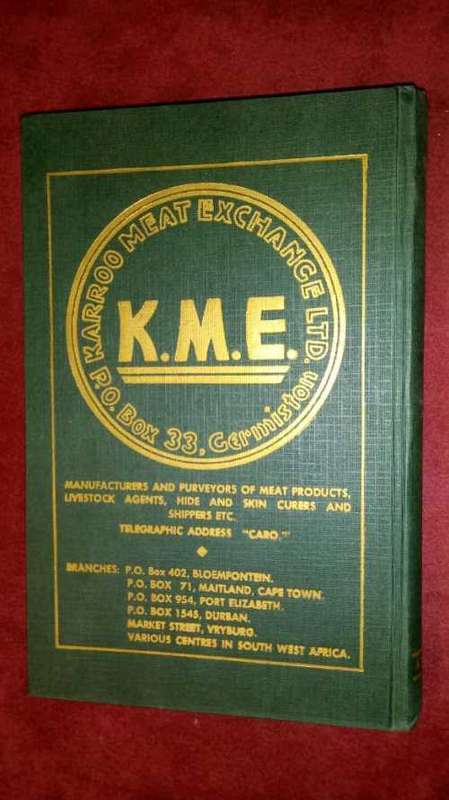 KARROO MEAT EXCHANGE LTD.
K.M.E.
P.O. Box 33, Germiston
MANUFACTURERS AND PURVEYORS OF MEAT PRODUCTS,
LIVESTOCK AGENTS, HIDE AND SKIN CURERS AND
SHIPPERS ETC.
TELEGRAPHIC ADDRESS "CARO."
BRANCHES: P.O. Box 402, BLOEMFONTEIN.
P.O. BOX 71, MAITLAND, CAPE TOWN.
P.O. BOX 954, PORT ELIZABETH.
P.O. BOX 1545, DURBAN.
MARKET STREET, VRYBURG.
VARIOUS CENTRES IN SOUTH WEST AFRICA.